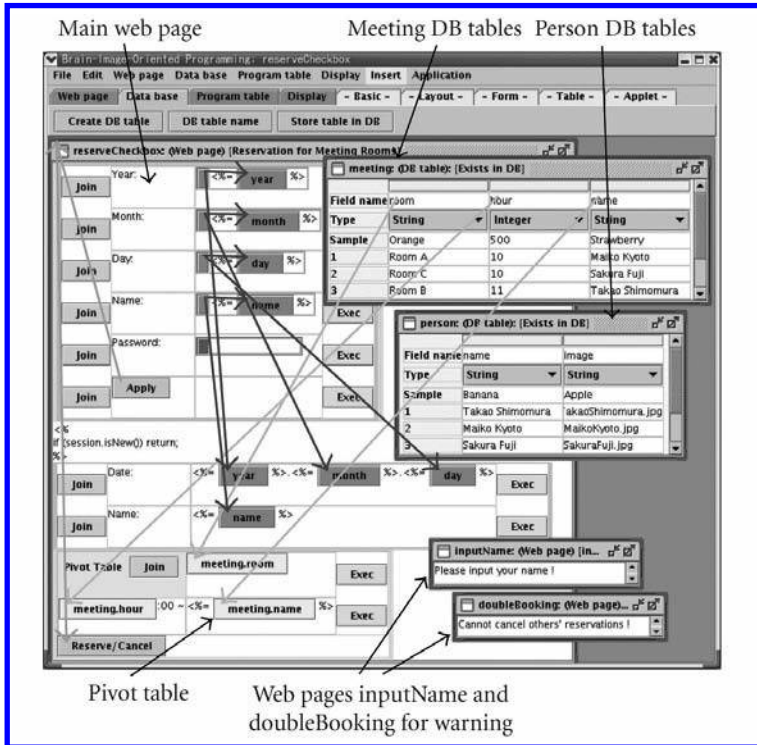 Main web page
Meeting DB tables
Person DB tables
Brain-Image-Oriented Programming: reserveCheckbox
File Edit Web page Data base Program table Display Insert Application
Web page Data base Program table Display - Basic - - Layout - - Form - - Table - - Applet -
Create DB table DB table name Store table in DB
reserveCheckbox: (Web page) [Reservation for Meeting Rooms]
Join Year: <%= year %>
Join Month: <%= month %>
Join Day: <%= day %>
Join Name: <%= name %> Exec
Join Password: Exec
Join Apply Exec
meeting: (DB table): [Exists in DB]
Field name room hour name
Type String Integer String
Sample Orange 500 Strawberry
1 Room A 10 Maiko Kyoto
2 Room C 10 Sakura Fuji
3 Room B 11 Takao Shimomura
person: (DB table): [Exists in DB]
Field name name image
Type String String
Sample Banana Apple
1 Takao Shimomura akaoShimomura.jpg
2 Maiko Kyoto MaikoKyoto.jpg
3 Sakura Fuji SakuraFuji.jpg
<%
if (session.isNew()) return;
%>
Join Date: <%= year %>.<%= month %>.<%= day %> Exec
Join Name: <%= name %> Exec
Pivot Table Join meeting.room Exec
meeting.hour :00 ~ <%= meeting.name %> Exec
Reserve/Cancel
inputName: (Web page) [in...
Please input your name !
doubleBooking: (Web page)...
Cannot cancel others' reservations !
Pivot table
Web pages inputName and
doubleBooking for warning